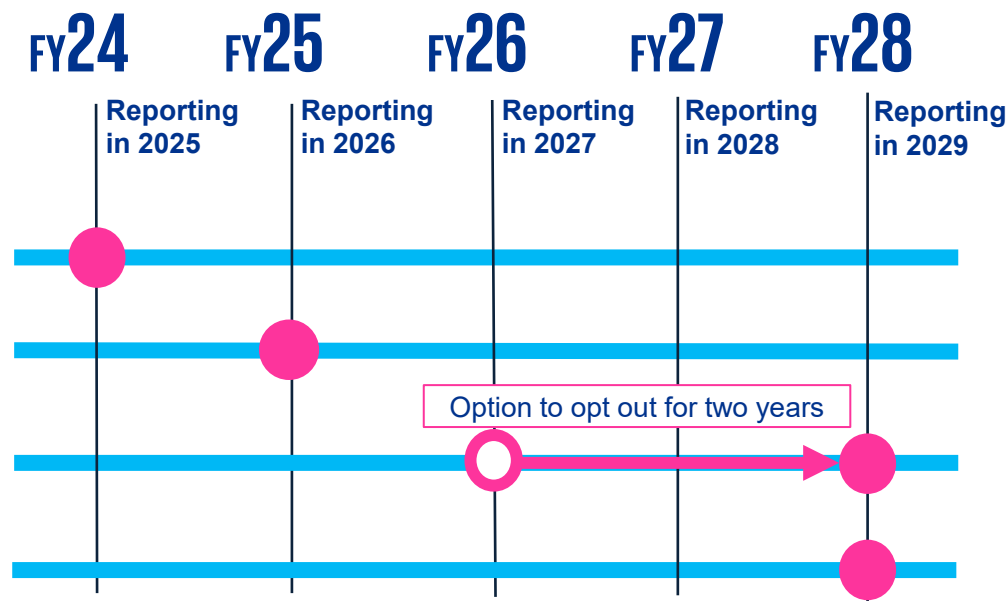 FY24 FY25 FY26 FY27 FY28
Reporting
in 2025
Reporting
in 2026
Reporting
in 2027
Reporting
in 2028
Reporting
in 2029
Option to opt out for two years